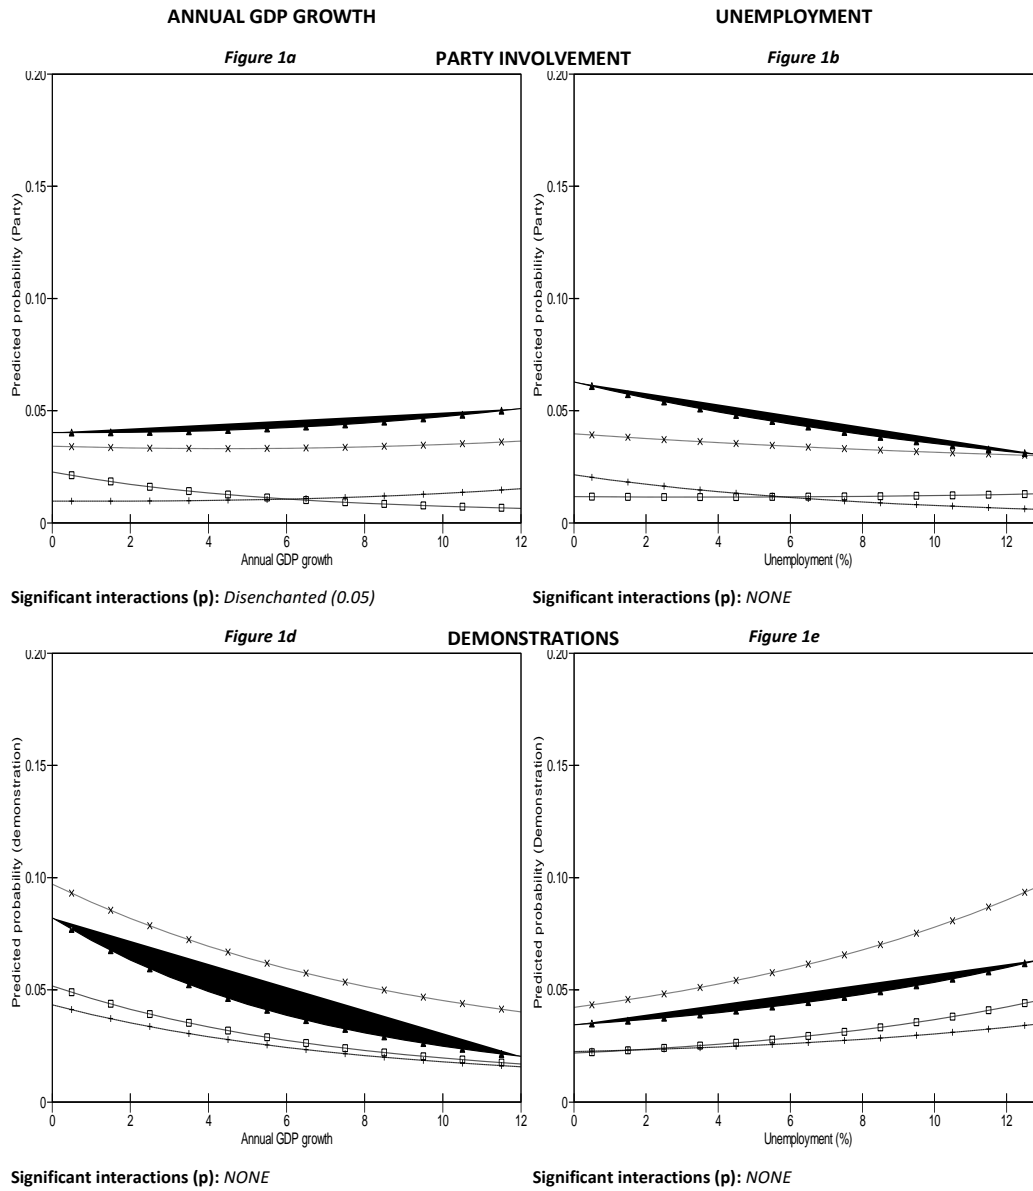 ANNUAL GDP GROWTH UNEMPLOYMENT
Figure 1a PARTY INVOLVEMENT Figure 1b
0.20
0.15
0.10
0.05
0
Predicted probability (Party)
0 2 4 6 8 10 12
Annual GDP growth
0.20
0.15
0.10
0.05
0
Predicted probability (Party)
0 2 4 6 8 10 12
Unemployment (%)
Significant interactions (p): Disenchanted (0.05)
Significant interactions (p): NONE
Figure 1d DEMONSTRATIONS Figure 1e
0.20
0.15
0.10
0.05
0
Predicted probability (demonstration)
0 2 4 6 8 10 12
Annual GDP growth
0.20
0.15
0.10
0.05
0
Predicted probability (Demonstration)
0 2 4 6 8 10 12
Unemployment (%)
Significant interactions (p): NONE
Significant interactions (p): NONE